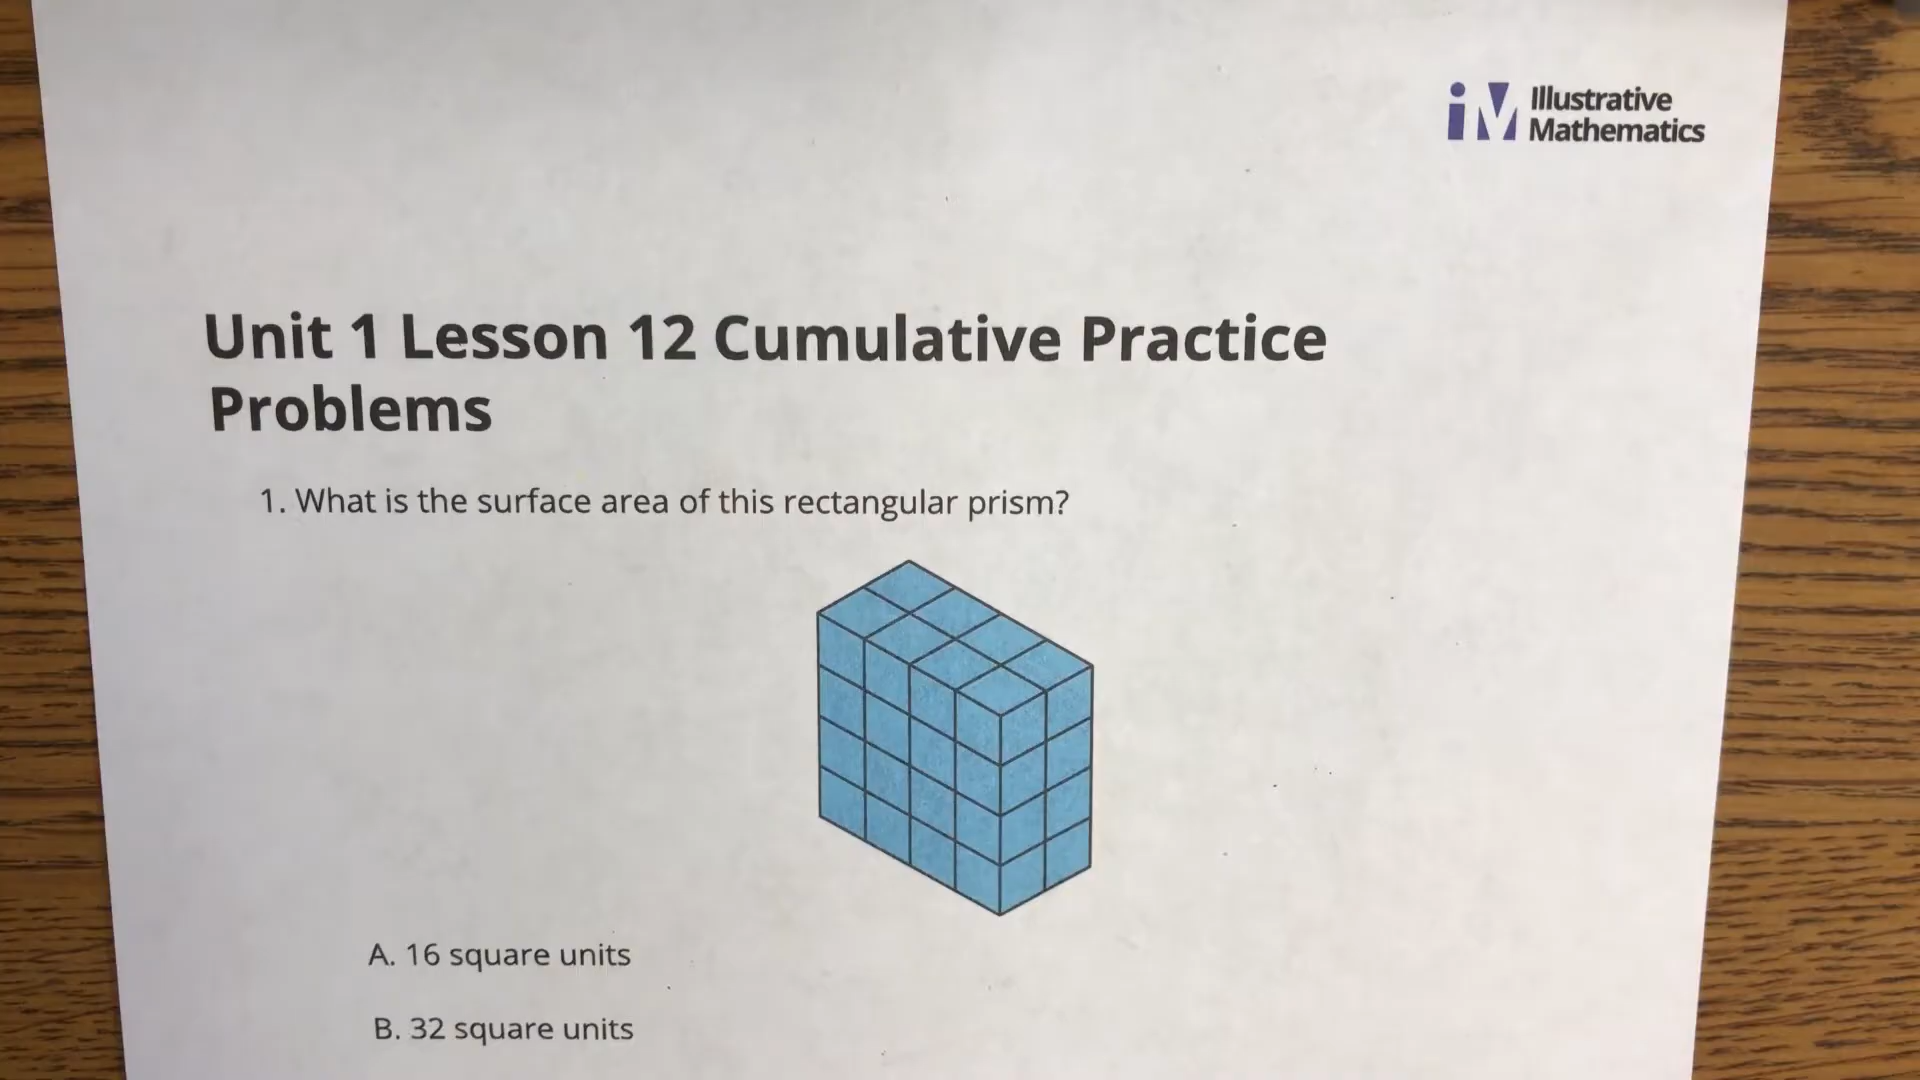 Illustrative
Mathematics
Unit 1 Lesson 12 Cumulative Practice
Problems
1. What is the surface area of this rectangular prism?
A. 16 square units
B. 32 square units